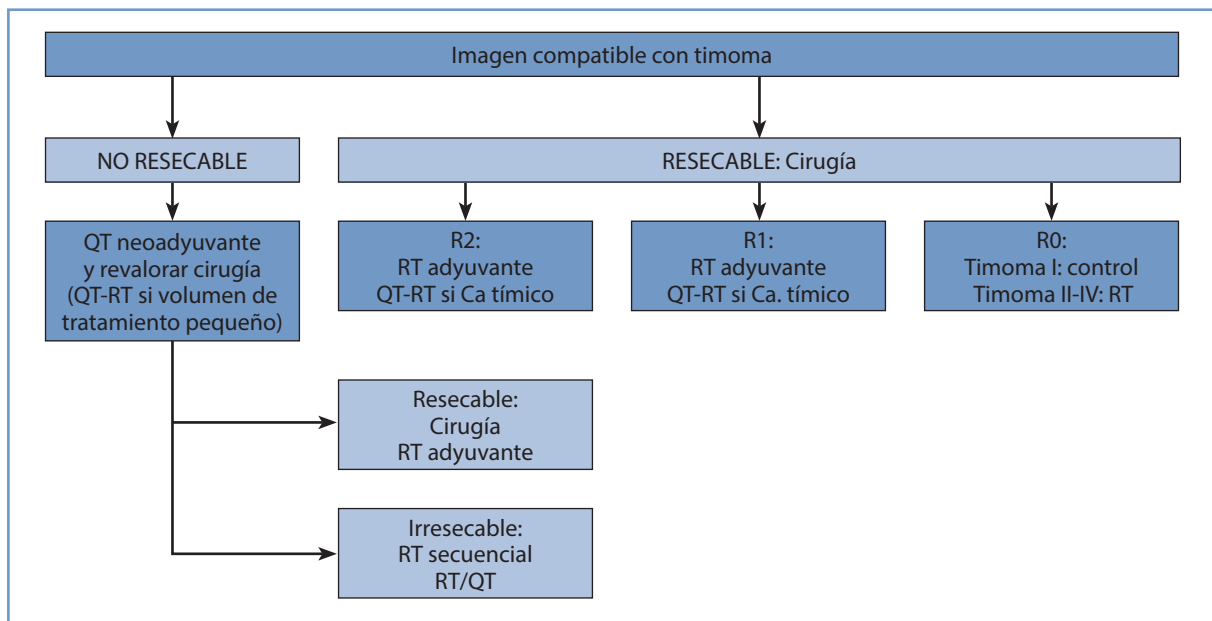 Imagen compatible con timoma
NO RESECABLE
RESECABLE: Cirugía
QT neoadyuvante
y revalorar cirugía
(QT-RT si volumen de
tratamiento pequeño)
R2:
RT adyuvante
QT-RT si Ca tímico
R1:
RT adyuvante
QT-RT si Ca. tímico
R0:
Timoma I: control
Timoma II-IV: RT
Resecable:
Cirugía
RT adyuvante
Irresecable:
RT secuencial
RT/QT